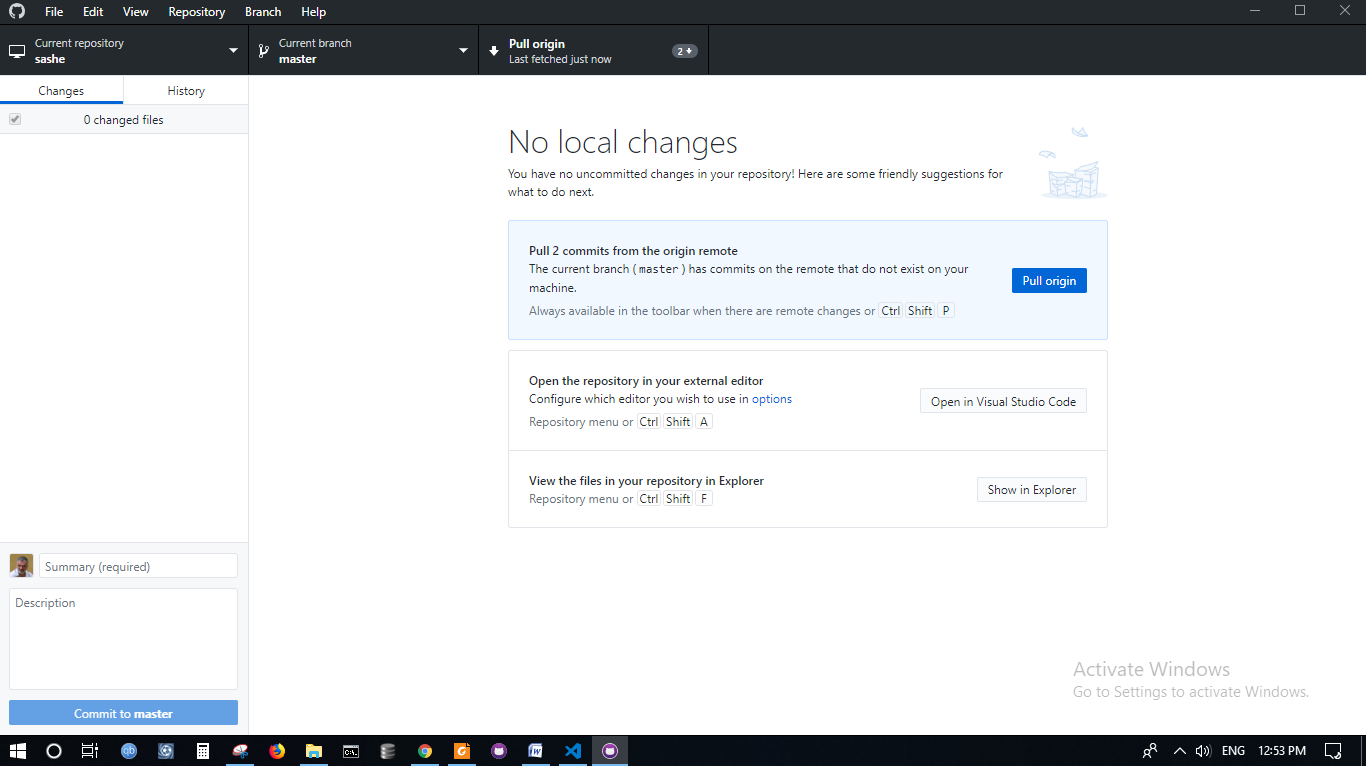 File Edit View Repository Branch Help
Current repository
sashe
Current branch
master
Pull origin
Last fetched just now
2
Changes
History
0 changed files
No local changes
You have no uncommitted changes in your repository! Here are some friendly suggestions for
what to do next.
Pull 2 commits from the origin remote
The current branch (master) has commits on the remote that do not exist on your
machine.
Always available in the toolbar when there are remote changes or Ctrl Shift P
Pull origin
Open the repository in your external editor
Configure which editor you wish to use in options
Repository menu or Ctrl Shift A
Open in Visual Studio Code
View the files in your repository in Explorer
Repository menu or Ctrl Shift F
Show in Explorer
Summary (required)
Description
Commit to master
Activate Windows
Go to Settings to activate Windows.
qb
C:\_
W
ENG
12:53 PM